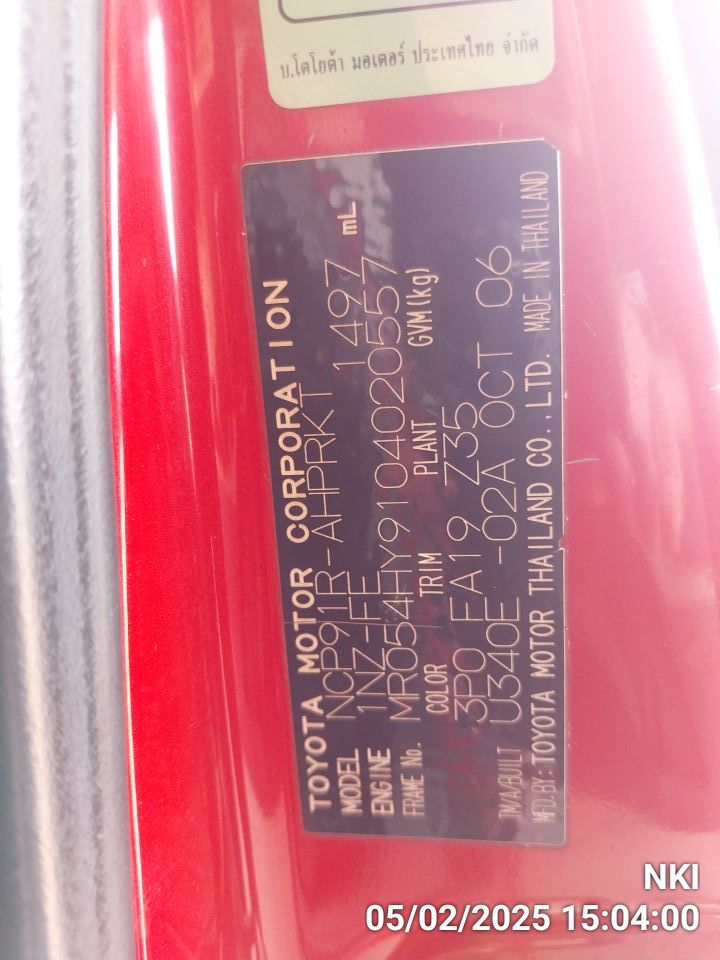 บ.โตโยต้า มอเตอร์ ประเทศไทย จำกัด
TOYOTA MOTOR CORPORATION
MODEL NCP91R-AHPRKT 1497 mL
ENGINE 1NZ-FE
FRAME No. MR054HY9104020557
COLOR TRIM PLANT GVM(kg)
3P0 FA19 Z35
TM/A/BUILT U340E -02A OCT 06
MFD.BY: TOYOTA MOTOR THAILAND CO.,LTD. MADE IN THAILAND
NKI
05/02/2025 15:04:00